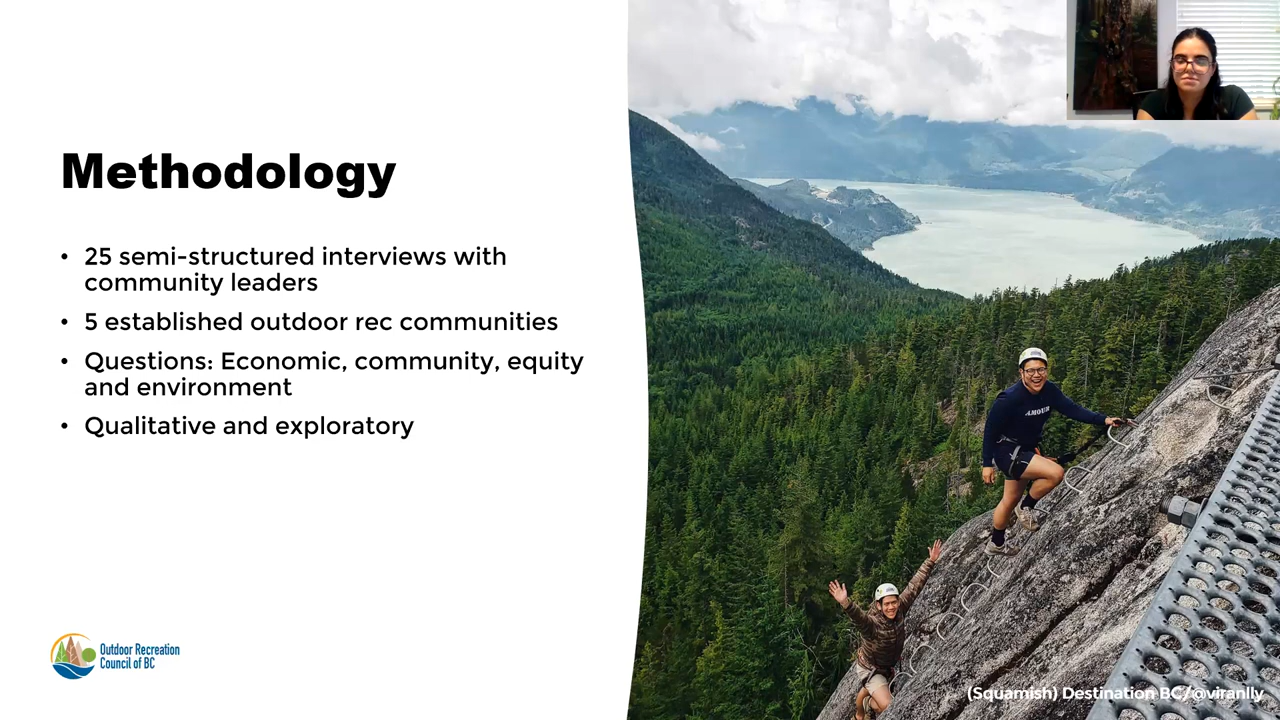 Methodology
• 25 semi-structured interviews with
community leaders
• 5 established outdoor rec communities
• Questions: Economic, community, equity
and environment
• Qualitative and exploratory
AMOUR
Outdoor Recreation
Council of BC
(Squamish) Destination BC/@viranlly